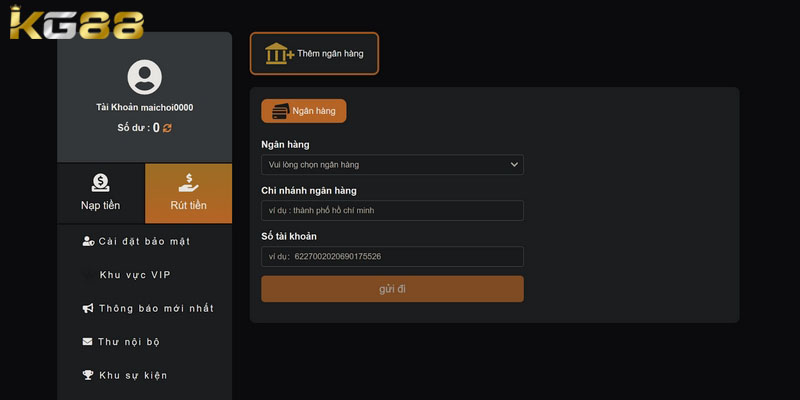 KG88
Thêm ngân hàng
Tài Khoản maichoi0000
Số dư : 0
Nạp tiền
Rút tiền
Cài đặt bảo mật
Khu vực VIP
Thông báo mới nhất
Thư nội bộ
Khu sự kiện
Ngân hàng
Ngân hàng
Vui lòng chọn ngân hàng
Chi nhánh ngân hàng
ví dụ : thành phố hồ chí minh
Số tài khoản
ví dụ: 6227002020690175526
gửi đi